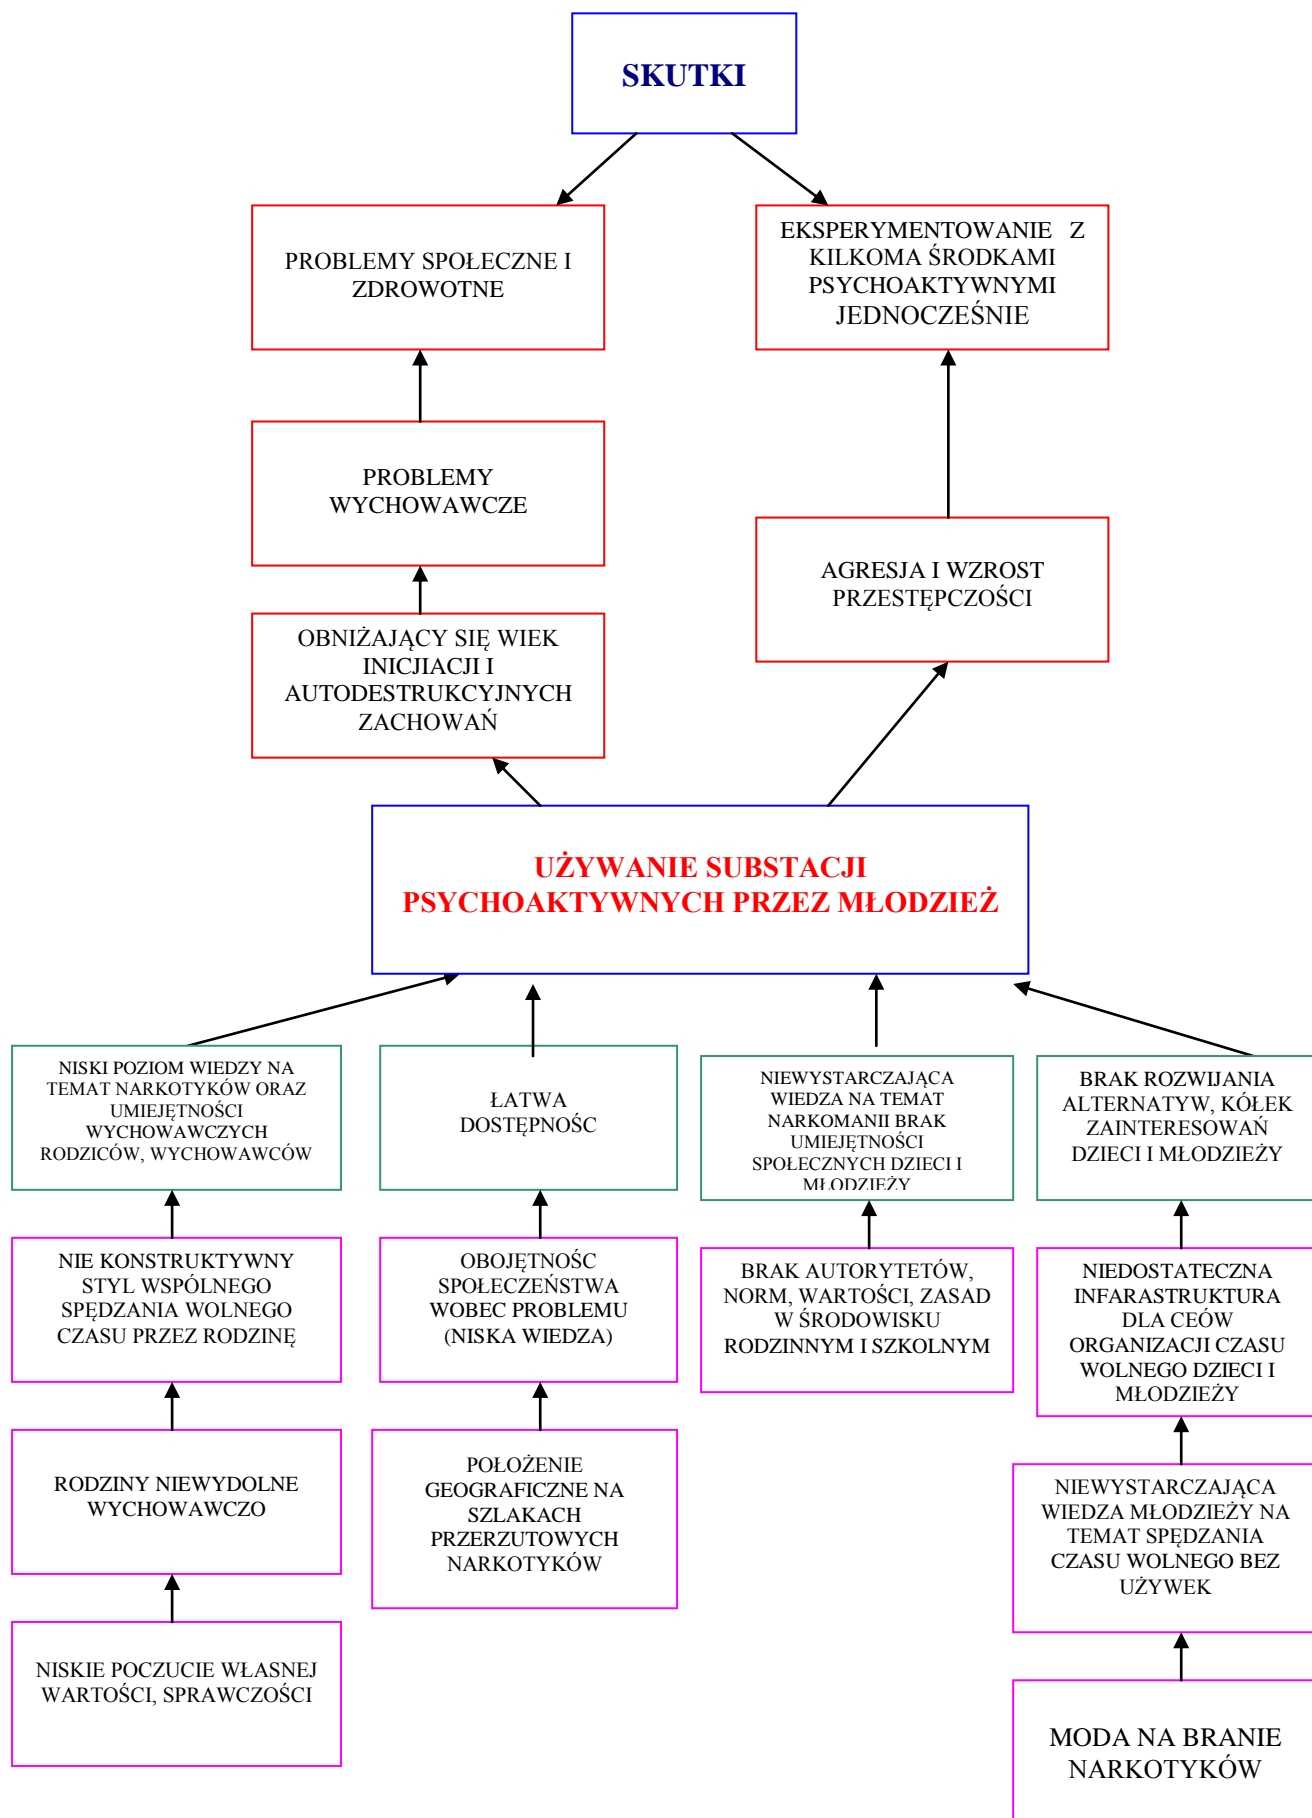 SKUTKI
PROBLEMY SPOŁECZNE I
ZDROWOTNE
EKSPERYMENTOWANIE Z
KILKOMA ŚRODKAMI
PSYCHOAKTYWNYMI
JEDNOCZEŚNIE
PROBLEMY
WYCHOWAWCZE
AGRESJA I WZROST
PRZESTĘPCZOŚCI
OBNIŻAJĄCY SIĘ WIEK
INICJIACJI I
AUTODESTRUKCYJNYCH
ZACHOWAŃ
UŻYWANIE SUBSTACJI
PSYCHOAKTYWNYCH PRZEZ MŁODZIEŻ
NISKI POZIOM WIEDZY NA
TEMAT NARKOTYKÓW ORAZ
UMIEJĘTNOŚCI
WYCHOWAWCZYCH
RODZICÓW, WYCHOWAWCÓW
ŁATWA
DOSTĘPNOŚC
NIEWYSTARCZAJĄCA
WIEDZA NA TEMAT
NARKOMANII BRAK
UMIEJĘTNOŚCI
SPOŁECZNYCH DZIECI I
MŁODZIEŻY
BRAK ROZWIJANIA
ALTERNATYW, KÓŁEK
ZAINTERESOWAŃ
DZIECI I MŁODZIEŻY
NIE KONSTRUKTYWNY
STYL WSPÓLNEGO
SPĘDZANIA WOLNEGO
CZASU PRZEZ RODZINĘ
OBOJĘTNOŚC
SPOŁECZEŃSTWA
WOBEC PROBLEMU
(NISKA WIEDZA)
BRAK AUTORYTETÓW,
NORM, WARTOŚCI, ZASAD
W ŚRODOWISKU
RODZINNYM I SZKOLNYM
NIEDOSTATECZNA
INFARASTRUKTURA
DLA CEÓW
ORGANIZACJI CZASU
WOLNEGO DZIECI I
MŁODZIEŻY
RODZINY NIEWYDOLNE
WYCHOWAWCZO
POŁOŻENIE
GEOGRAFICZNE NA
SZLAKACH
PRZERZUTOWYCH
NARKOTYKÓW
NIEWYSTARCZAJĄCA
WIEDZA MŁODZIEŻY NA
TEMAT SPĘDZANIA
CZASU WOLNEGO BEZ
UŻYWEK
NISKIE POCZUCIE WŁASNEJ
WARTOŚCI, SPRAWCZOŚCI
MODA NA BRANIE
NARKOTYKÓW